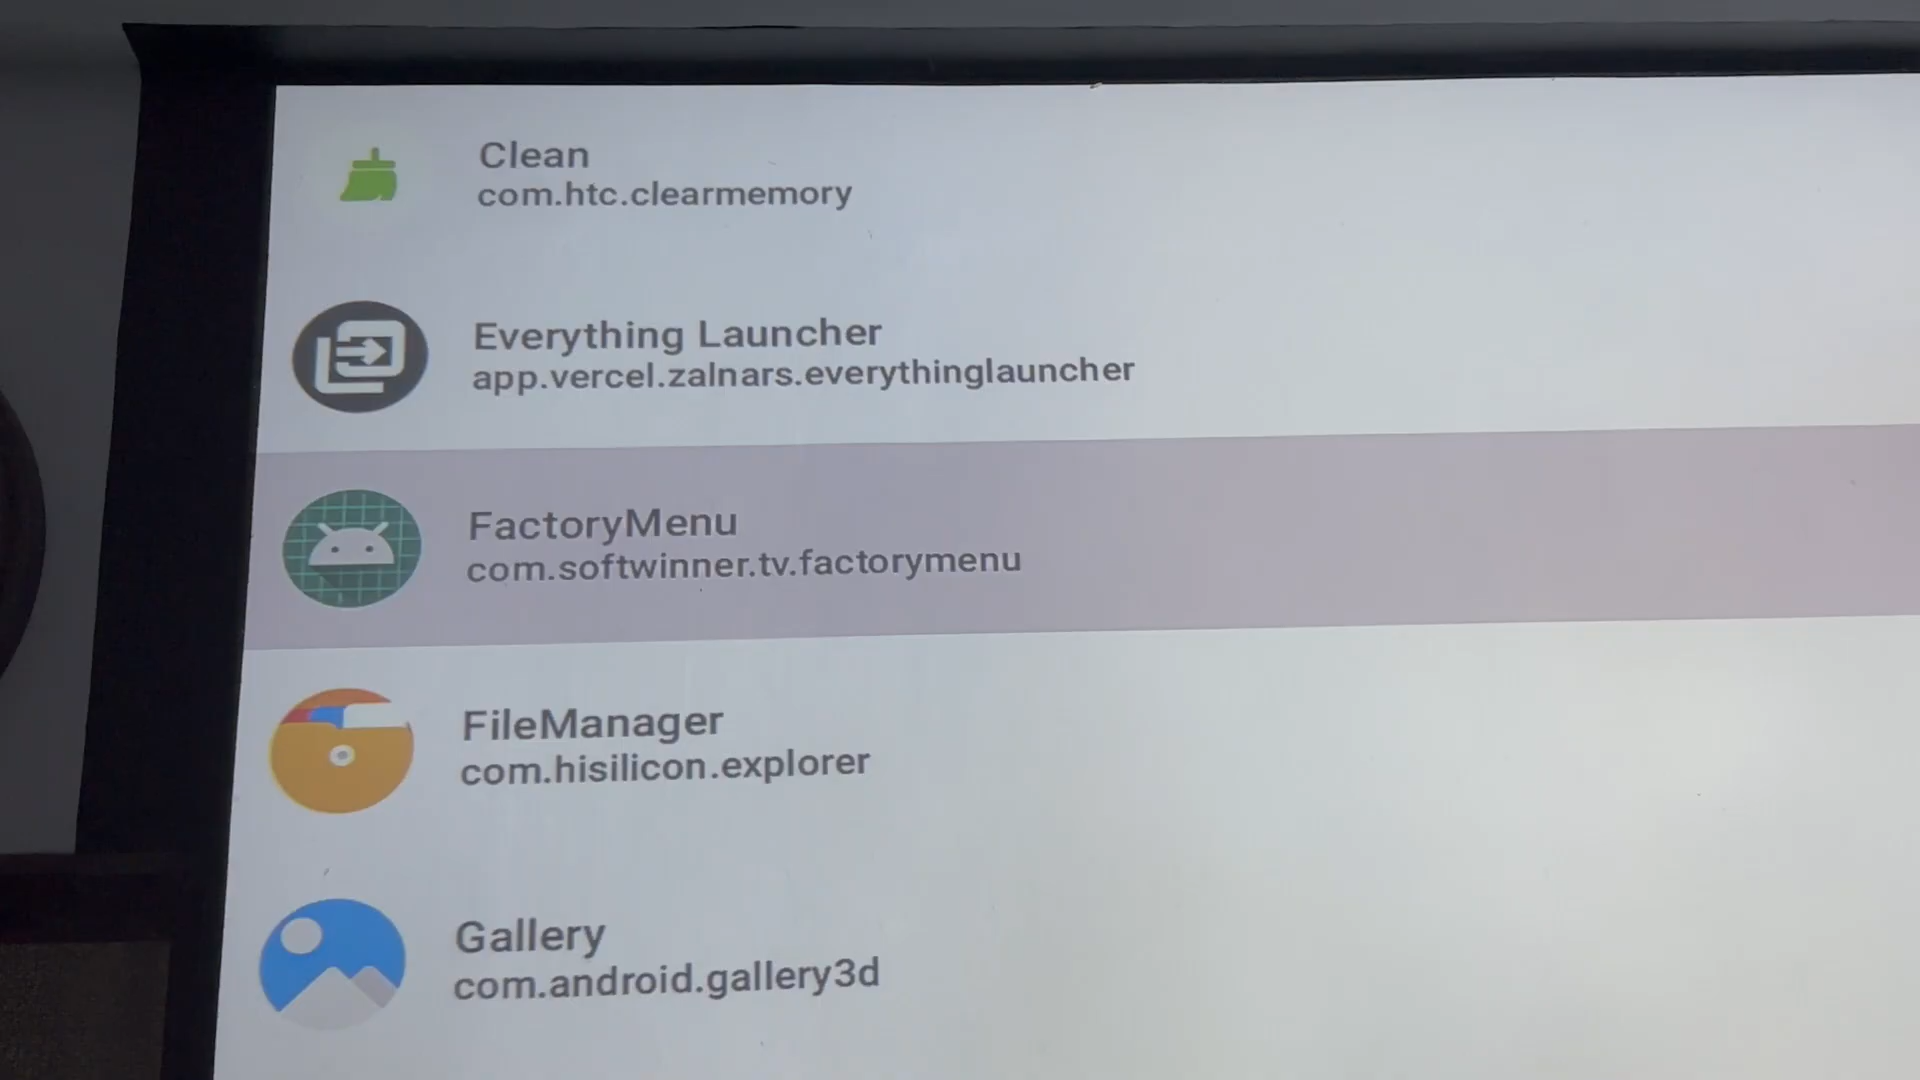 Clean
com.htc.clearmemory
Everything Launcher
app.vercel.zalnars.everythinglauncher
FactoryMenu
com.softwinner.tv.factorymenu
FileManager
com.hisilicon.explorer
Gallery
com.android.gallery3d